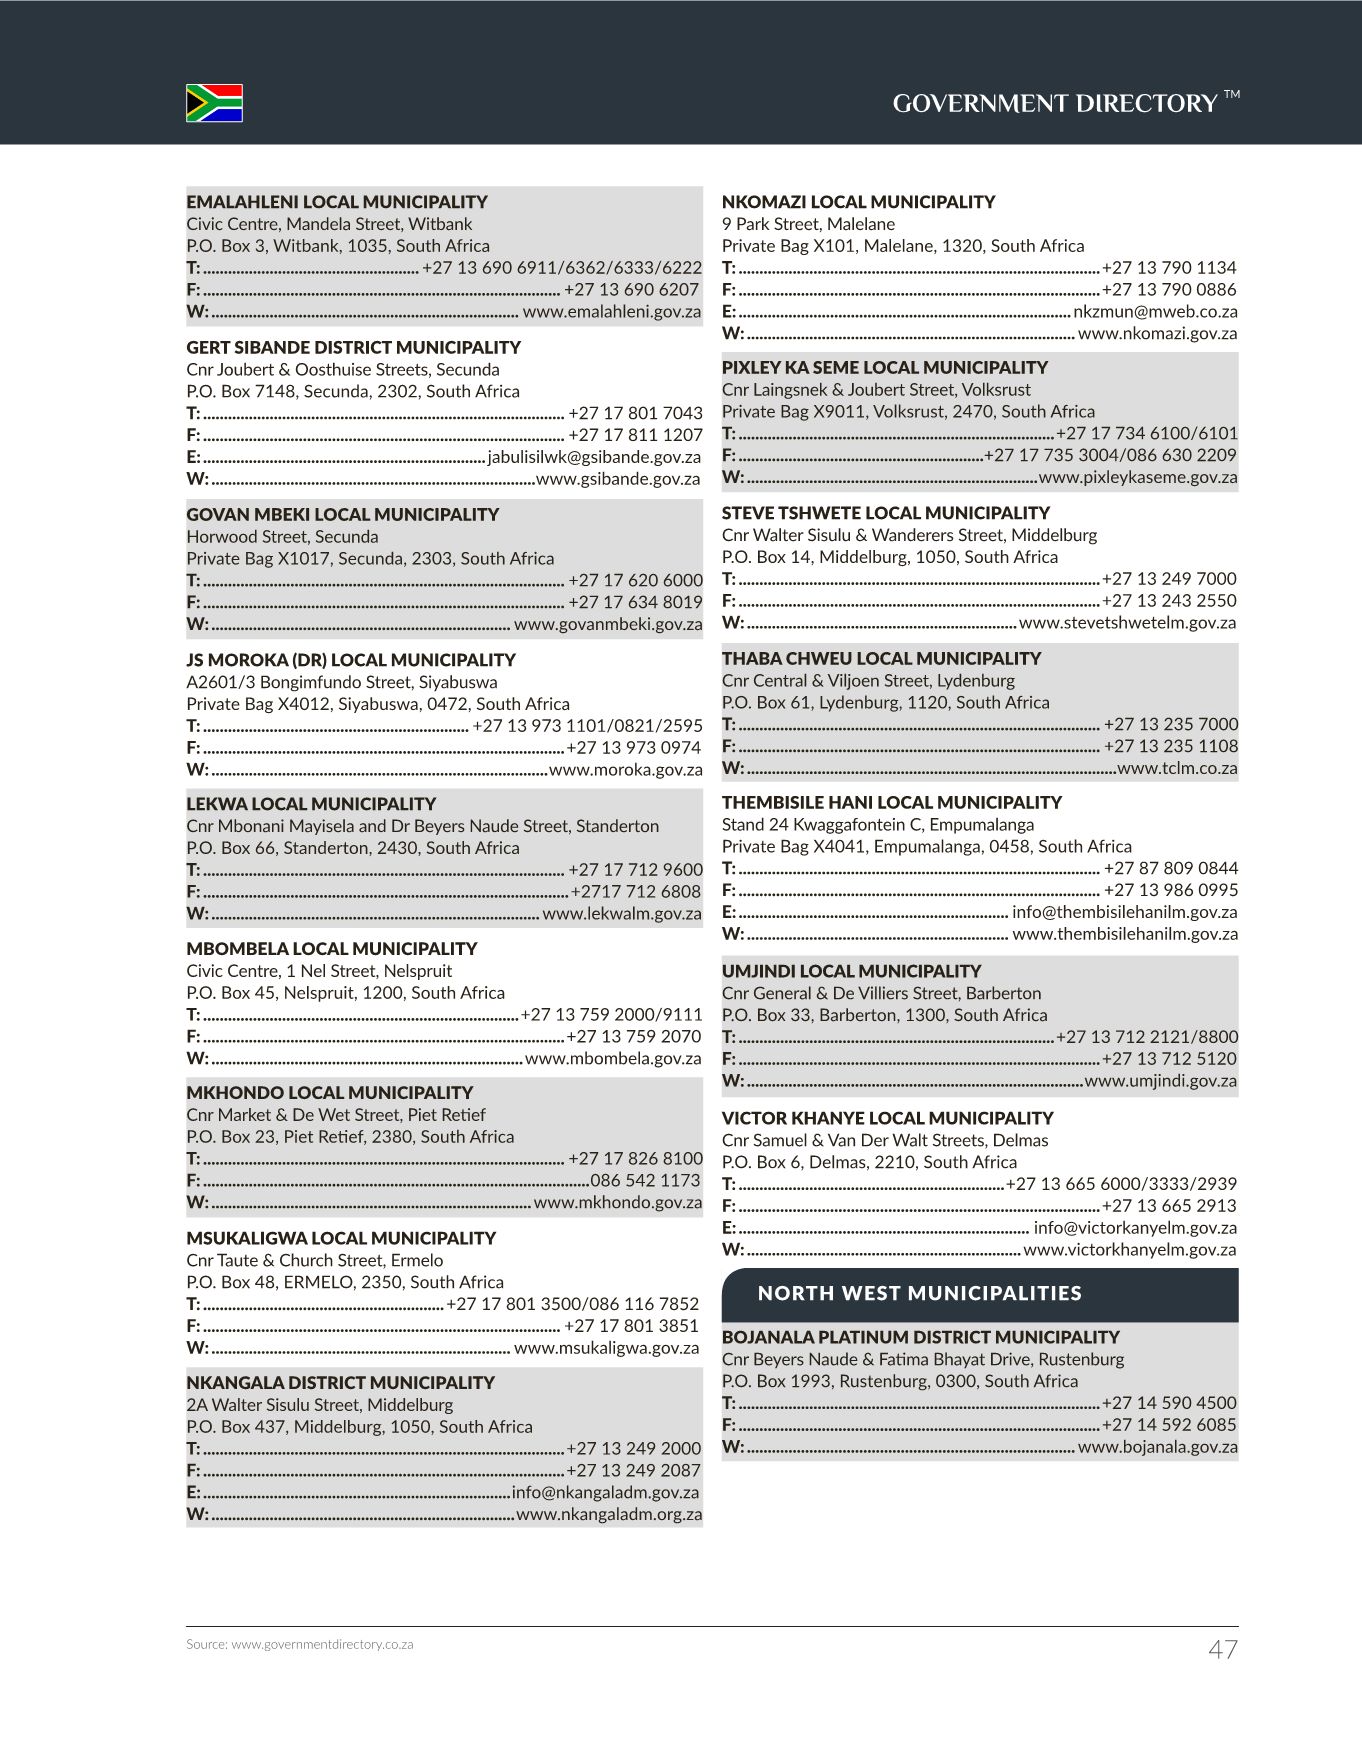 GOVERNMENT DIRECTORY ™
EMALAHLENI LOCAL MUNICIPALITY
Civic Centre, Mandela Street, Witbank
P.O. Box 3, Witbank, 1035, South Africa
T: +27 13 690 6911/6362/6333/6222
F: +27 13 690 6207
W: www.emalahleni.gov.za
GERT SIBANDE DISTRICT MUNICIPALITY
Cnr Joubert & Oosthuise Streets, Secunda
P.O. Box 7148, Secunda, 2302, South Africa
T: +27 17 801 7043
F: +27 17 811 1207
E: jabulisilwk@gsibande.gov.za
W: www.gsibande.gov.za
GOVAN MBEKI LOCAL MUNICIPALITY
Horwood Street, Secunda
Private Bag X1017, Secunda, 2303, South Africa
T: +27 17 620 6000
F: +27 17 634 8019
W: www.govanmbeki.gov.za
JS MOROKA (DR) LOCAL MUNICIPALITY
A2601/3 Bongimfundo Street, Siyabuswa
Private Bag X4012, Siyabuswa, 0472, South Africa
T: +27 13 973 1101/0821/2595
F: +27 13 973 0974
W: www.moroka.gov.za
LEKWA LOCAL MUNICIPALITY
Cnr Mbonani Mayisela and Dr Beyers Naude Street, Standerton
P.O. Box 66, Standerton, 2430, South Africa
T: +27 17 712 9600
F: +2717 712 6808
W: www.lekwalm.gov.za
MBOMBELA LOCAL MUNICIPALITY
Civic Centre, 1 Nel Street, Nelspruit
P.O. Box 45, Nelspruit, 1200, South Africa
T: +27 13 759 2000/9111
F: +27 13 759 2070
W: www.mbombela.gov.za
MKHONDO LOCAL MUNICIPALITY
Cnr Market & De Wet Street, Piet Retief
P.O. Box 23, Piet Retief, 2380, South Africa
T: +27 17 826 8100
F: 086 542 1173
W: www.mkhondo.gov.za
MSUKALIGWA LOCAL MUNICIPALITY
Cnr Taute & Church Street, Ermelo
P.O. Box 48, ERMELO, 2350, South Africa
T: +27 17 801 3500/086 116 7852
F: +27 17 801 3851
W: www.msukaligwa.gov.za
NKANGALA DISTRICT MUNICIPALITY
2A Walter Sisulu Street, Middelburg
P.O. Box 437, Middelburg, 1050, South Africa
T: +27 13 249 2000
F: +27 13 249 2087
E: info@nkangaladm.gov.za
W: www.nkangaladm.org.za
NKOMAZI LOCAL MUNICIPALITY
9 Park Street, Malelane
Private Bag X101, Malelane, 1320, South Africa
T: +27 13 790 1134
F: +27 13 790 0886
E: nkzmun@mweb.co.za
W: www.nkomazi.gov.za
PIXLEY KA SEME LOCAL MUNICIPALITY
Cnr Laingsnek & Joubert Street, Volksrust
Private Bag X9011, Volksrust, 2470, South Africa
T: +27 17 734 6100/6101
F: +27 17 735 3004/086 630 2209
W: www.pixleykaseme.gov.za
STEVE TSHWETE LOCAL MUNICIPALITY
Cnr Walter Sisulu & Wanderers Street, Middelburg
P.O. Box 14, Middelburg, 1050, South Africa
T: +27 13 249 7000
F: +27 13 243 2550
W: www.stevetshwetelm.gov.za
THABA CHWEU LOCAL MUNICIPALITY
Cnr Central & Viljoen Street, Lydenburg
P.O. Box 61, Lydenburg, 1120, South Africa
T: +27 13 235 7000
F: +27 13 235 1108
W: www.tclm.co.za
THEMBISILE HANI LOCAL MUNICIPALITY
Stand 24 Kwaggafontein C, Empumalanga
Private Bag X4041, Empumalanga, 0458, South Africa
T: +27 87 809 0844
F: +27 13 986 0995
E: info@thembisilehanilm.gov.za
W: www.thembisilehanilm.gov.za
UMJINDI LOCAL MUNICIPALITY
Cnr General & De Villiers Street, Barberton
P.O. Box 33, Barberton, 1300, South Africa
T: +27 13 712 2121/8800
F: +27 13 712 5120
W: www.umjindi.gov.za
VICTOR KHANYE LOCAL MUNICIPALITY
Cnr Samuel & Van Der Walt Streets, Delmas
P.O. Box 6, Delmas, 2210, South Africa
T: +27 13 665 6000/3333/2939
F: +27 13 665 2913
E: info@victorkanyelm.gov.za
W: www.victorkhanyelm.gov.za
NORTH WEST MUNICIPALITIES
BOJANALA PLATINUM DISTRICT MUNICIPALITY
Cnr Beyers Naude & Fatima Bhayat Drive, Rustenburg
P.O. Box 1993, Rustenburg, 0300, South Africa
T: +27 14 590 4500
F: +27 14 592 6085
W: www.bojanala.gov.za
Source: www.governmentdirectory.co.za
47